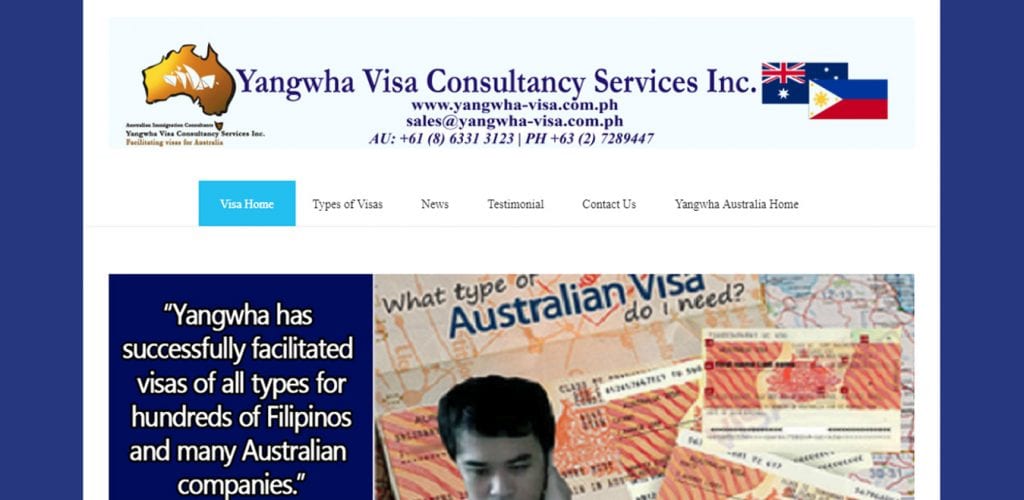 Yangwha Visa Consultancy Services Inc.
www.yangwha-visa.com.ph
sales@yangwha-visa.com.ph
AU: +61 (8) 6331 3123 | PH +63 (2) 7289447
Australian Immigration Consultants
Yangwha Visa Consultancy Services Inc.
Facilitating visas for Australia
Visa Home Types of Visas News Testimonial Contact Us Yangwha Australia Home
“Yangwha has
successfully facilitated
visas of all types for
hundreds of Filipinos
and many Australian
companies.”
What type of
Australian Visa
do i need?